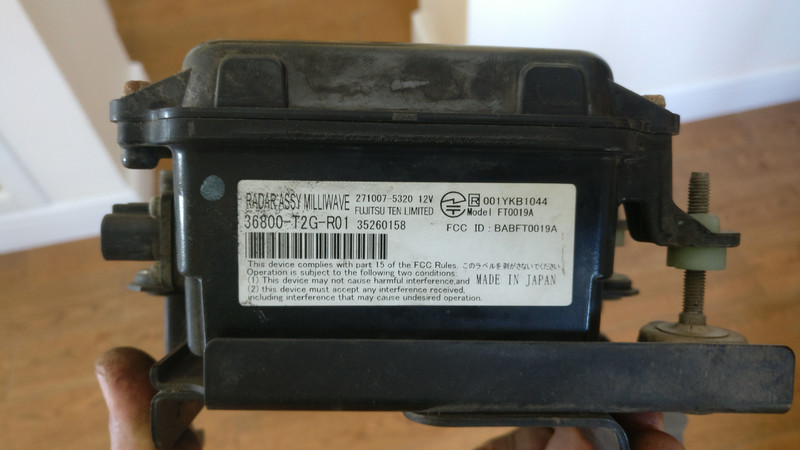 RADAR ASSY MILLIWAVE 271007-5320 12V R 001YKB1044
FUJITSU TEN LIMITED Model FT0019A
36800-T2G-R01 35260158 FCC ID : BABFT0019A
This device complies with part 15 of the FCC Rules. このラベルを剥がさないでください
Operation is subject to the following two conditions:
(1) This device may not cause harmful interference,and MADE IN JAPAN
(2) this device must accept any interference received,
including interference that may cause undesired operation.